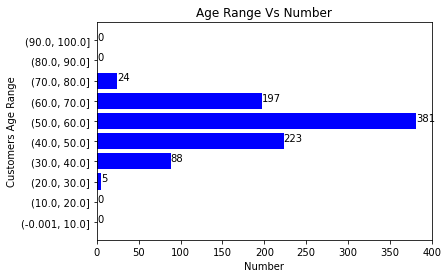 Age Range Vs Number
Customers Age Range
(90.0, 100.0] 0
(80.0, 90.0] 0
(70.0, 80.0] 24
(60.0, 70.0] 197
(50.0, 60.0] 381
(40.0, 50.0] 223
(30.0, 40.0] 88
(20.0, 30.0] 5
(10.0, 20.0] 0
(-0.001, 10.0] 0
0 50 100 150 200 250 300 350 400
Number